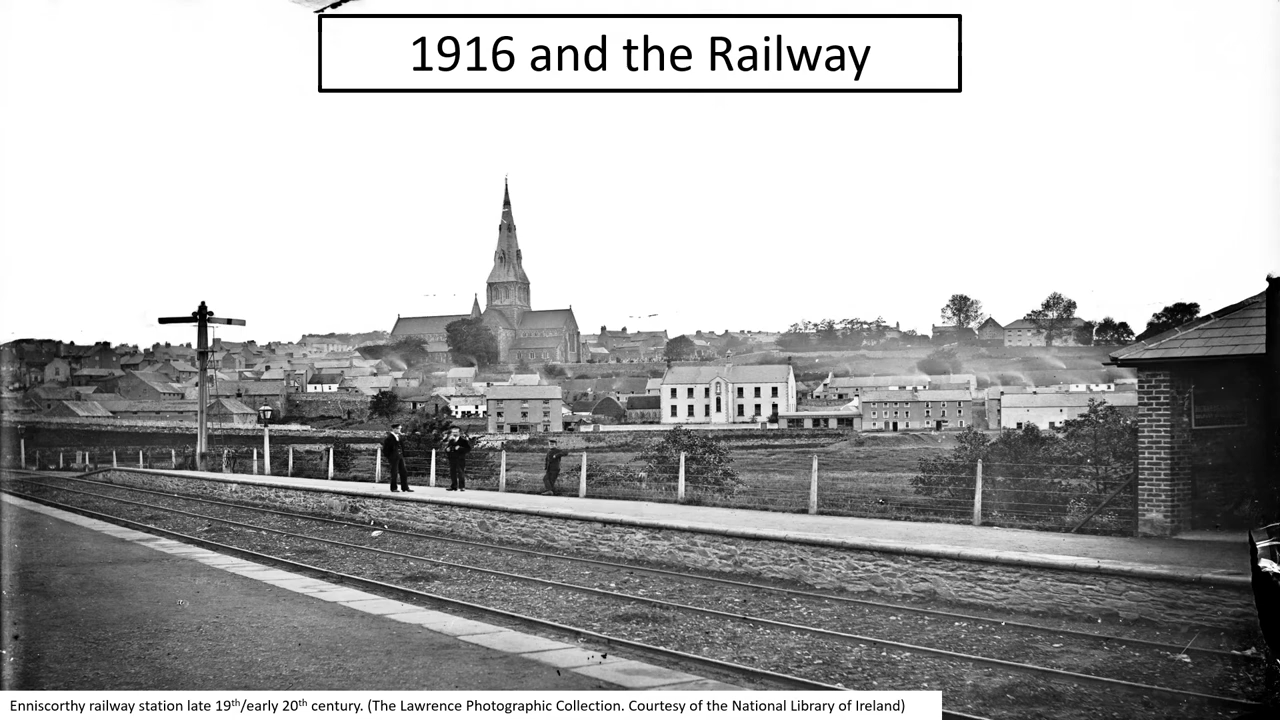 1916 and the Railway
Enniscorthy railway station late 19th/early 20th century. (The Lawrence Photographic Collection. Courtesy of the National Library of Ireland)